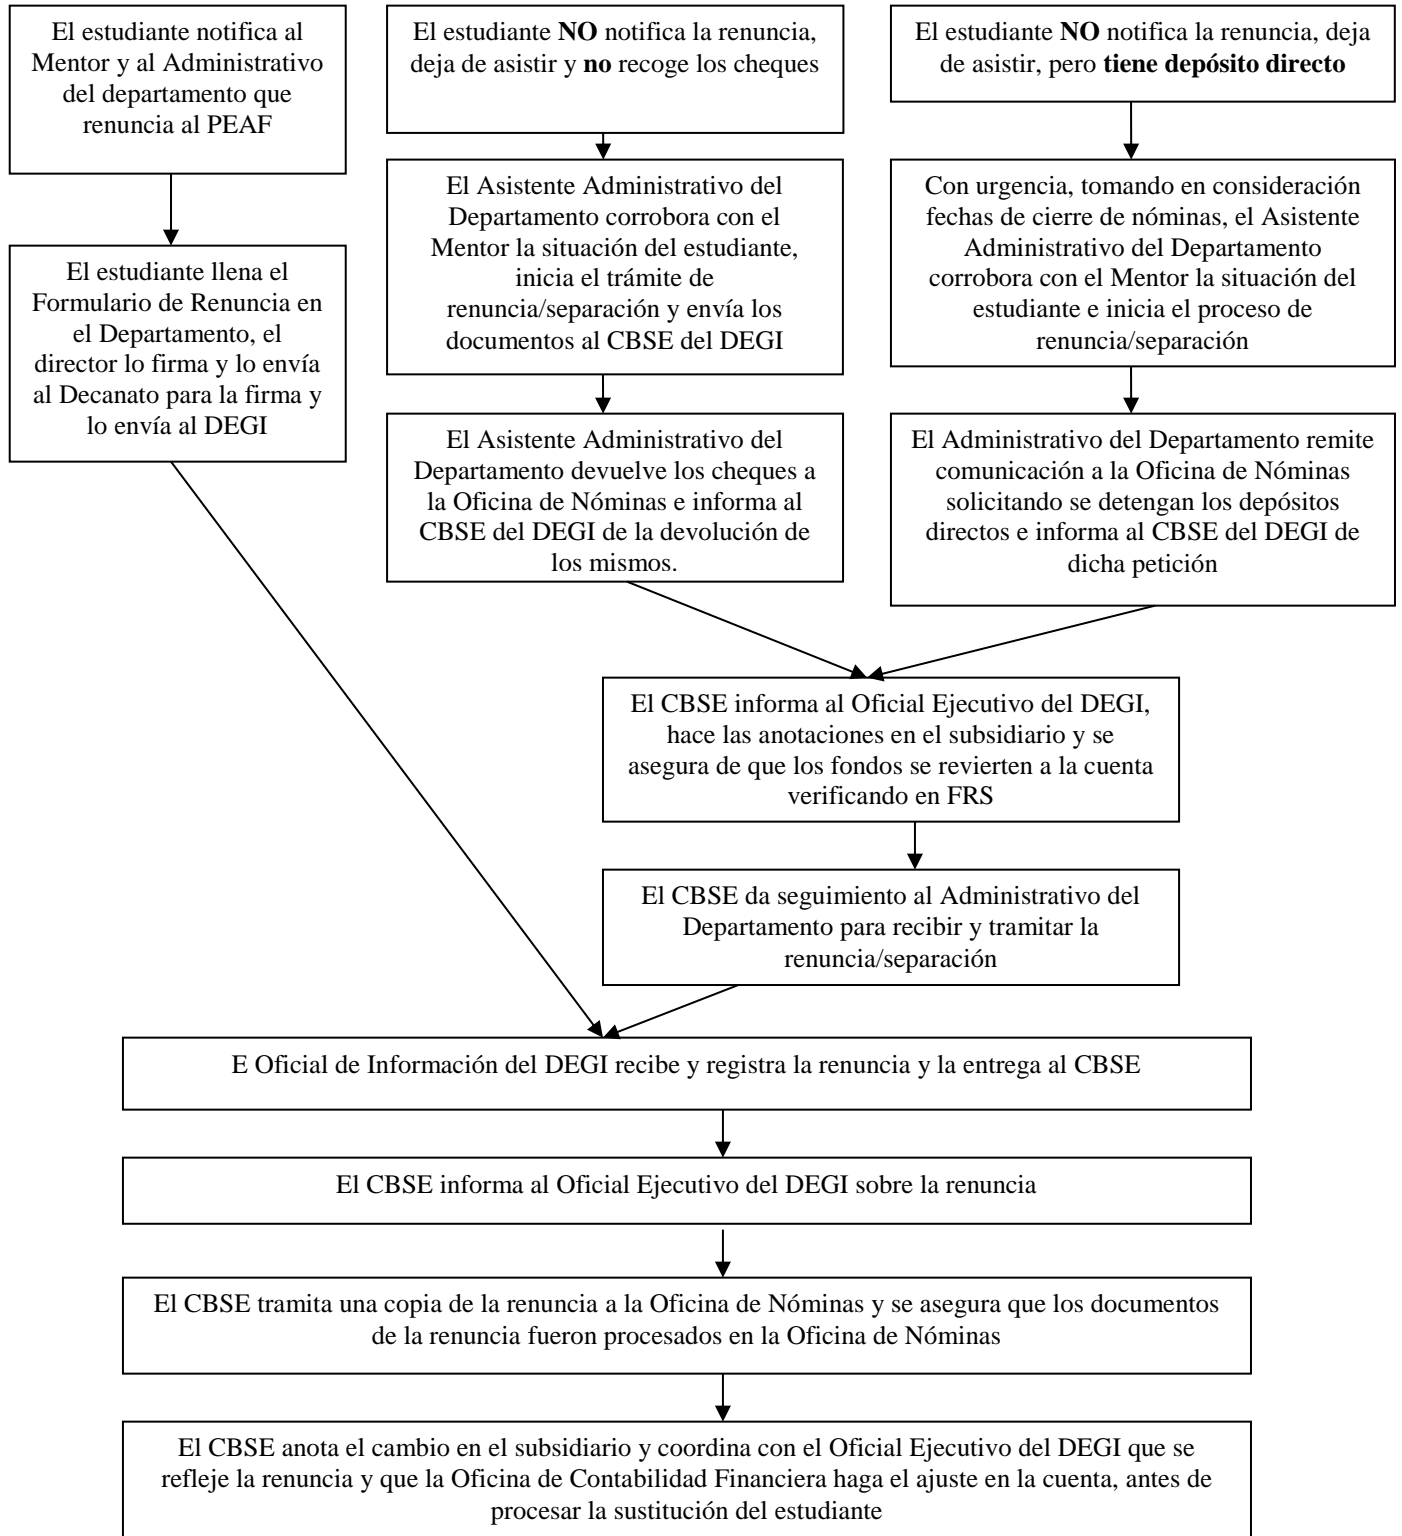 El estudiante notifica al
Mentor y al Administrativo
del departamento que
renuncia al PEAF
El estudiante llena el
Formulario de Renuncia en
el Departamento, el
director lo firma y lo envía
al Decanato para la firma y
lo envía al DEGI
El estudiante NO notifica la renuncia,
deja de asistir y no recoge los cheques
El Asistente Administrativo del
Departamento corrobora con el
Mentor la situación del estudiante,
inicia el trámite de
renuncia/separación y envía los
documentos al CBSE del DEGI
El Asistente Administrativo del
Departamento devuelve los cheques a
la Oficina de Nóminas e informa al
CBSE del DEGI de la devolución de
los mismos.
El estudiante NO notifica la renuncia, deja
de asistir, pero tiene depósito directo
Con urgencia, tomando en consideración
fechas de cierre de nóminas, el Asistente
Administrativo del Departamento
corrobora con el Mentor la situación del
estudiante e inicia el proceso de
renuncia/separación
El Administrativo del Departamento remite
comunicación a la Oficina de Nóminas
solicitando se detengan los depósitos
directos e informa al CBSE del DEGI de
dicha petición
El CBSE informa al Oficial Ejecutivo del DEGI,
hace las anotaciones en el subsidiario y se
asegura de que los fondos se revierten a la cuenta
verificando en FRS
El CBSE da seguimiento al Administrativo del
Departamento para recibir y tramitar la
renuncia/separación
E Oficial de Información del DEGI recibe y registra la renuncia y la entrega al CBSE
El CBSE informa al Oficial Ejecutivo del DEGI sobre la renuncia
El CBSE tramita una copia de la renuncia a la Oficina de Nóminas y se asegura que los documentos
de la renuncia fueron procesados en la Oficina de Nóminas
El CBSE anota el cambio en el subsidiario y coordina con el Oficial Ejecutivo del DEGI que se
refleje la renuncia y que la Oficina de Contabilidad Financiera haga el ajuste en la cuenta, antes de
procesar la sustitución del estudiante